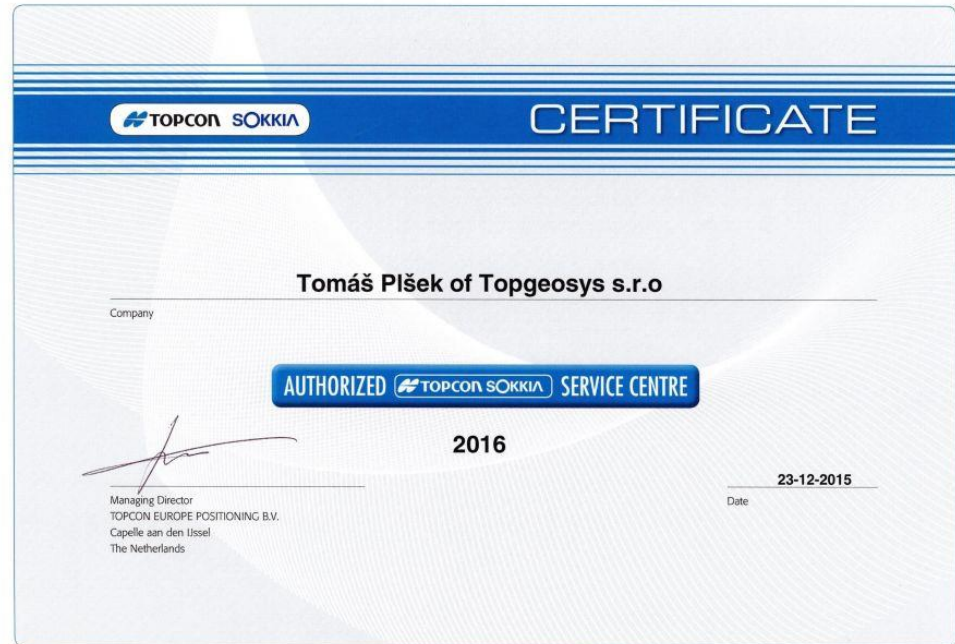 TOPCON SOKKIA
CERTIFICATE
Tomáš Plšek of Topgeosys s.r.o
Company
AUTHORIZED TOPCON SOKKIA SERVICE CENTRE
2016
23-12-2015
Managing Director
Date
TOPCON EUROPE POSITIONING B.V.
Capelle aan den IJssel
The Netherlands